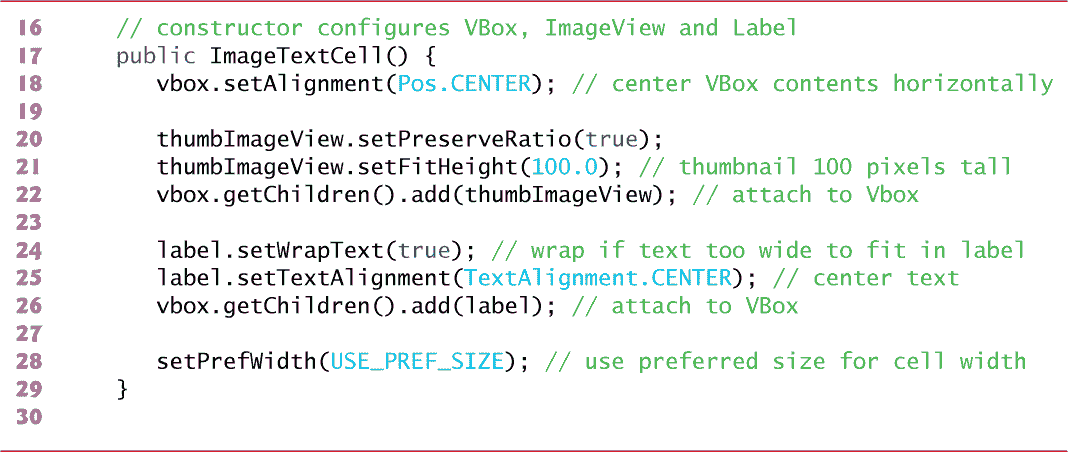 16 // constructor configures VBox, ImageView and Label
17 public ImageTextCell() {
18 vbox.setAlignment(Pos.CENTER); // center VBox contents horizontally
19
20 thumbImageView.setPreserveRatio(true);
21 thumbImageView.setFitHeight(100.0); // thumbnail 100 pixels tall
22 vbox.getChildren().add(thumbImageView); // attach to Vbox
23
24 label.setWrapText(true); // wrap if text too wide to fit in label
25 label.setTextAlignment(TextAlignment.CENTER); // center text
26 vbox.getChildren().add(label); // attach to VBox
27
28 setPrefWidth(USE_PREF_SIZE); // use preferred size for cell width
29 }
30